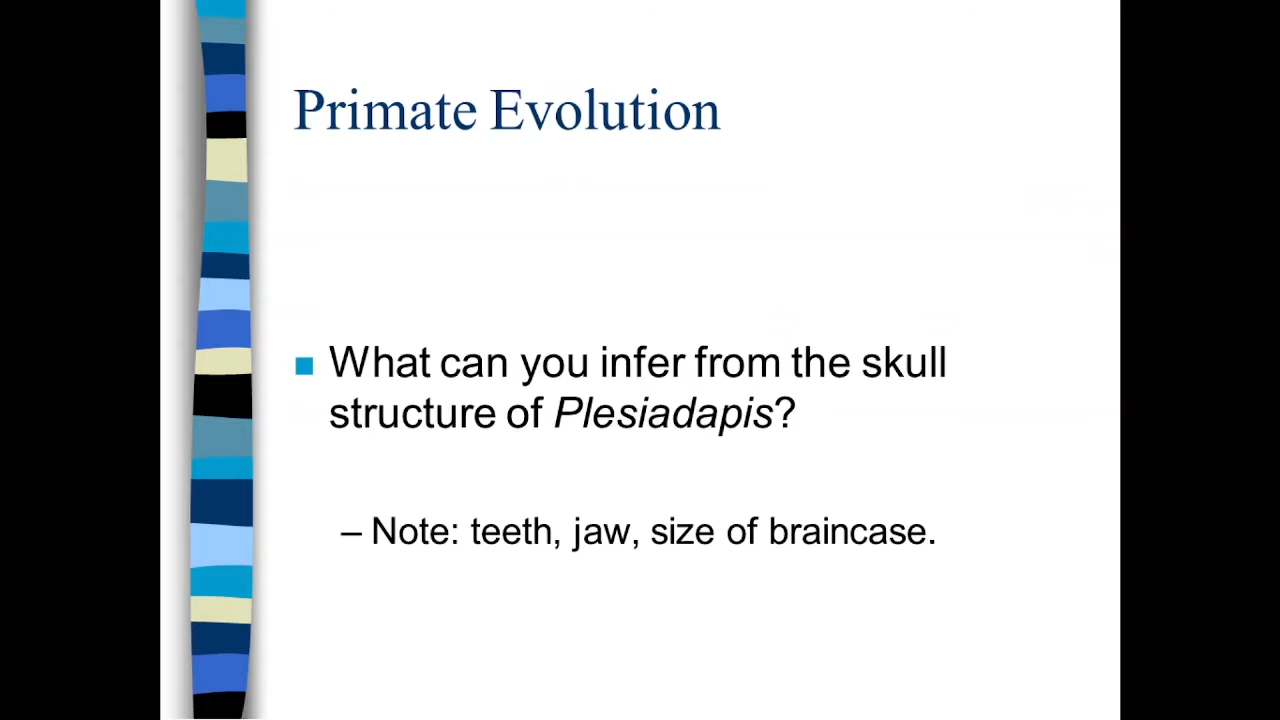 Primate Evolution
What can you infer from the skull
structure of Plesiadapis?
– Note: teeth, jaw, size of braincase.